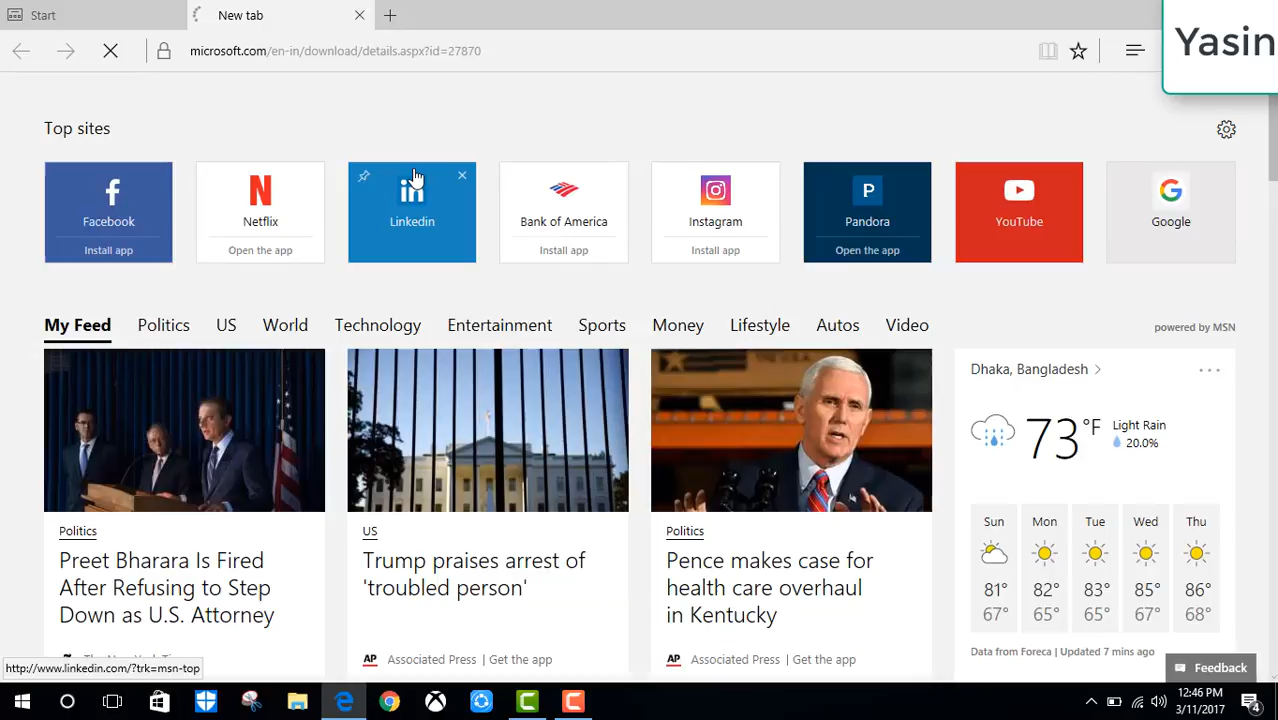 Start
New tab
Yasin
microsoft.com/en-in/download/details.aspx?id=27870
Top sites
Facebook
Install app
Netflix
Open the app
in
Linkedin
Bank of America
Install app
Instagram
Install app
P
Pandora
Open the app
YouTube
Google
My Feed Politics US World Technology Entertainment Sports Money Lifestyle Autos Video
powered by MSN
Politics
Preet Bharara Is Fired
After Refusing to Step
Down as U.S. Attorney
US
Trump praises arrest of
'troubled person'
AP Associated Press | Get the app
Politics
Pence makes case for
health care overhaul
in Kentucky
AP Associated Press | Get the app
Dhaka, Bangladesh
73 °F
Light Rain
20.0%
Sun Mon Tue Wed Thu
81° 82° 83° 85° 86°
67° 65° 65° 67° 68°
Data from Foreca | Updated 7 mins ago
Feedback
http://www.linkedin.com/?trk=msn-top
12:46 PM
3/11/2017
4